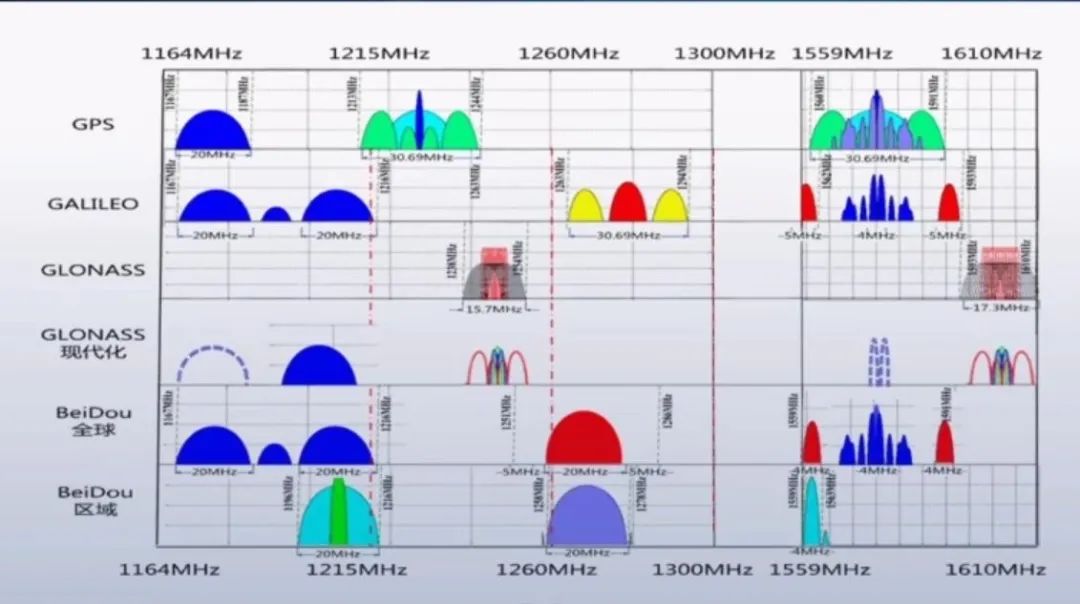 1164MHz 1215MHz 1260MHz 1300MHz 1559MHz 1610MHz
GPS
1167MHz 1187MHz 1213MHz 1244MHz 1560MHz 1591MHz
20MHz 30.69MHz 30.69MHz
GALILEO
1167MHz 1216MHz 1263MHz 1263MHz 1294MHz 1562MHz 1593MHz
20MHz 20MHz 30.69MHz 5MHz 4MHz 5MHz
GLONASS
1238MHz 1254MHz 1593MHz 1610MHz
15.7MHz 17.3MHz
GLONASS
现代化
BeiDou
全球
1167MHz 1216MHz 1251MHz 1286MHz 1559MHz 1591MHz
20MHz 20MHz 5MHz 20MHz 5MHz 4MHz 4MHz 4MHz
BeiDou
区域
1196MHz 1216MHz 1258MHz 1278MHz 1559MHz 1563MHz
20MHz 20MHz 4MHz
1164MHz 1215MHz 1260MHz 1300MHz 1559MHz 1610MHz